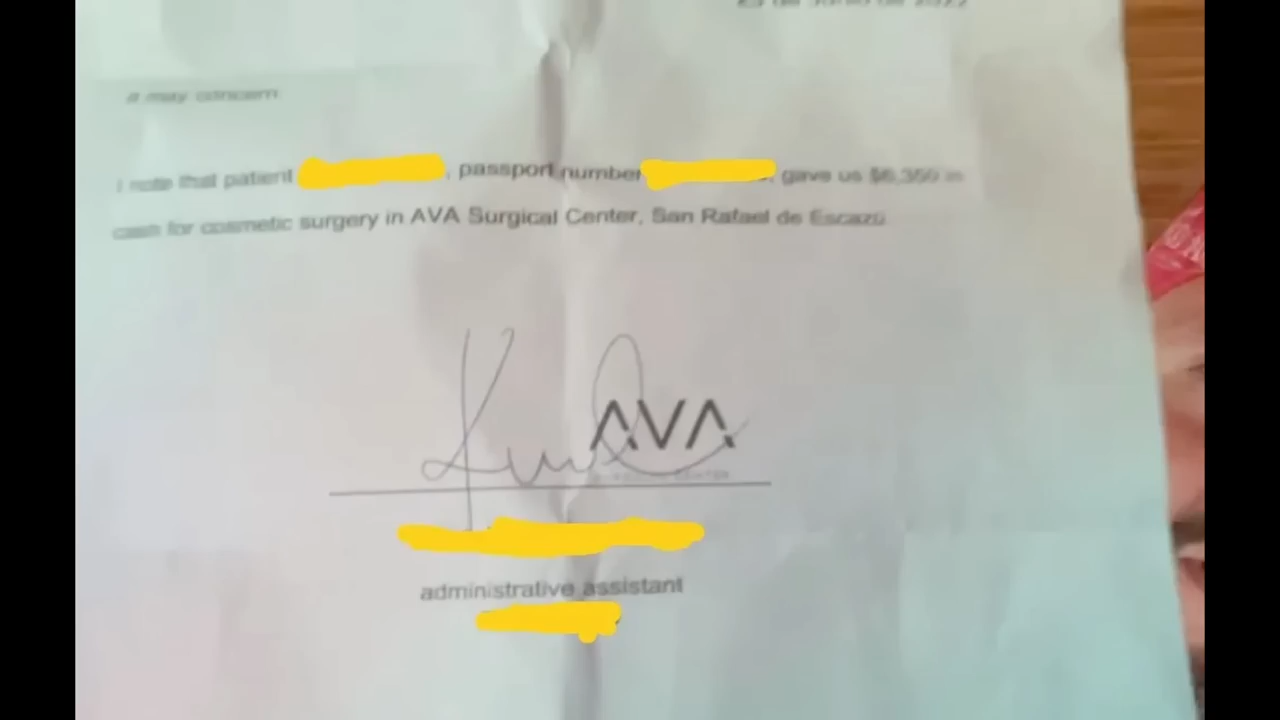 it may concern
I note that patient , passport number , gave us $6,350 in
cash for cosmetic surgery in AVA Surgical Center, San Rafael de Escazú
AVA
administrative assistant